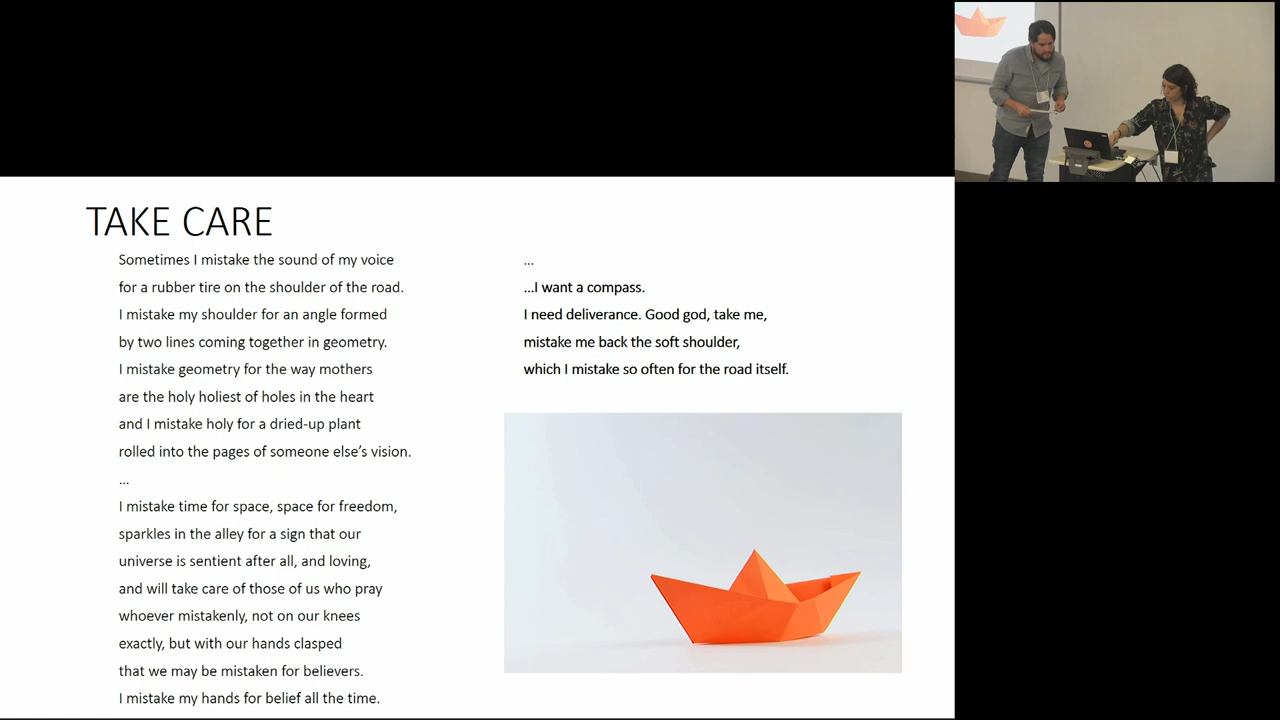 TAKE CARE
Sometimes I mistake the sound of my voice
for a rubber tire on the shoulder of the road.
I mistake my shoulder for an angle formed
by two lines coming together in geometry.
I mistake geometry for the way mothers
are the holy holiest of holes in the heart
and I mistake holy for a dried-up plant
rolled into the pages of someone else’s vision.
...
I mistake time for space, space for freedom,
sparkles in the alley for a sign that our
universe is sentient after all, and loving,
and will take care of those of us who pray
whoever mistakenly, not on our knees
exactly, but with our hands clasped
that we may be mistaken for believers.
I mistake my hands for belief all the time.
...
...I want a compass.
I need deliverance. Good god, take me,
mistake me back the soft shoulder,
which I mistake so often for the road itself.